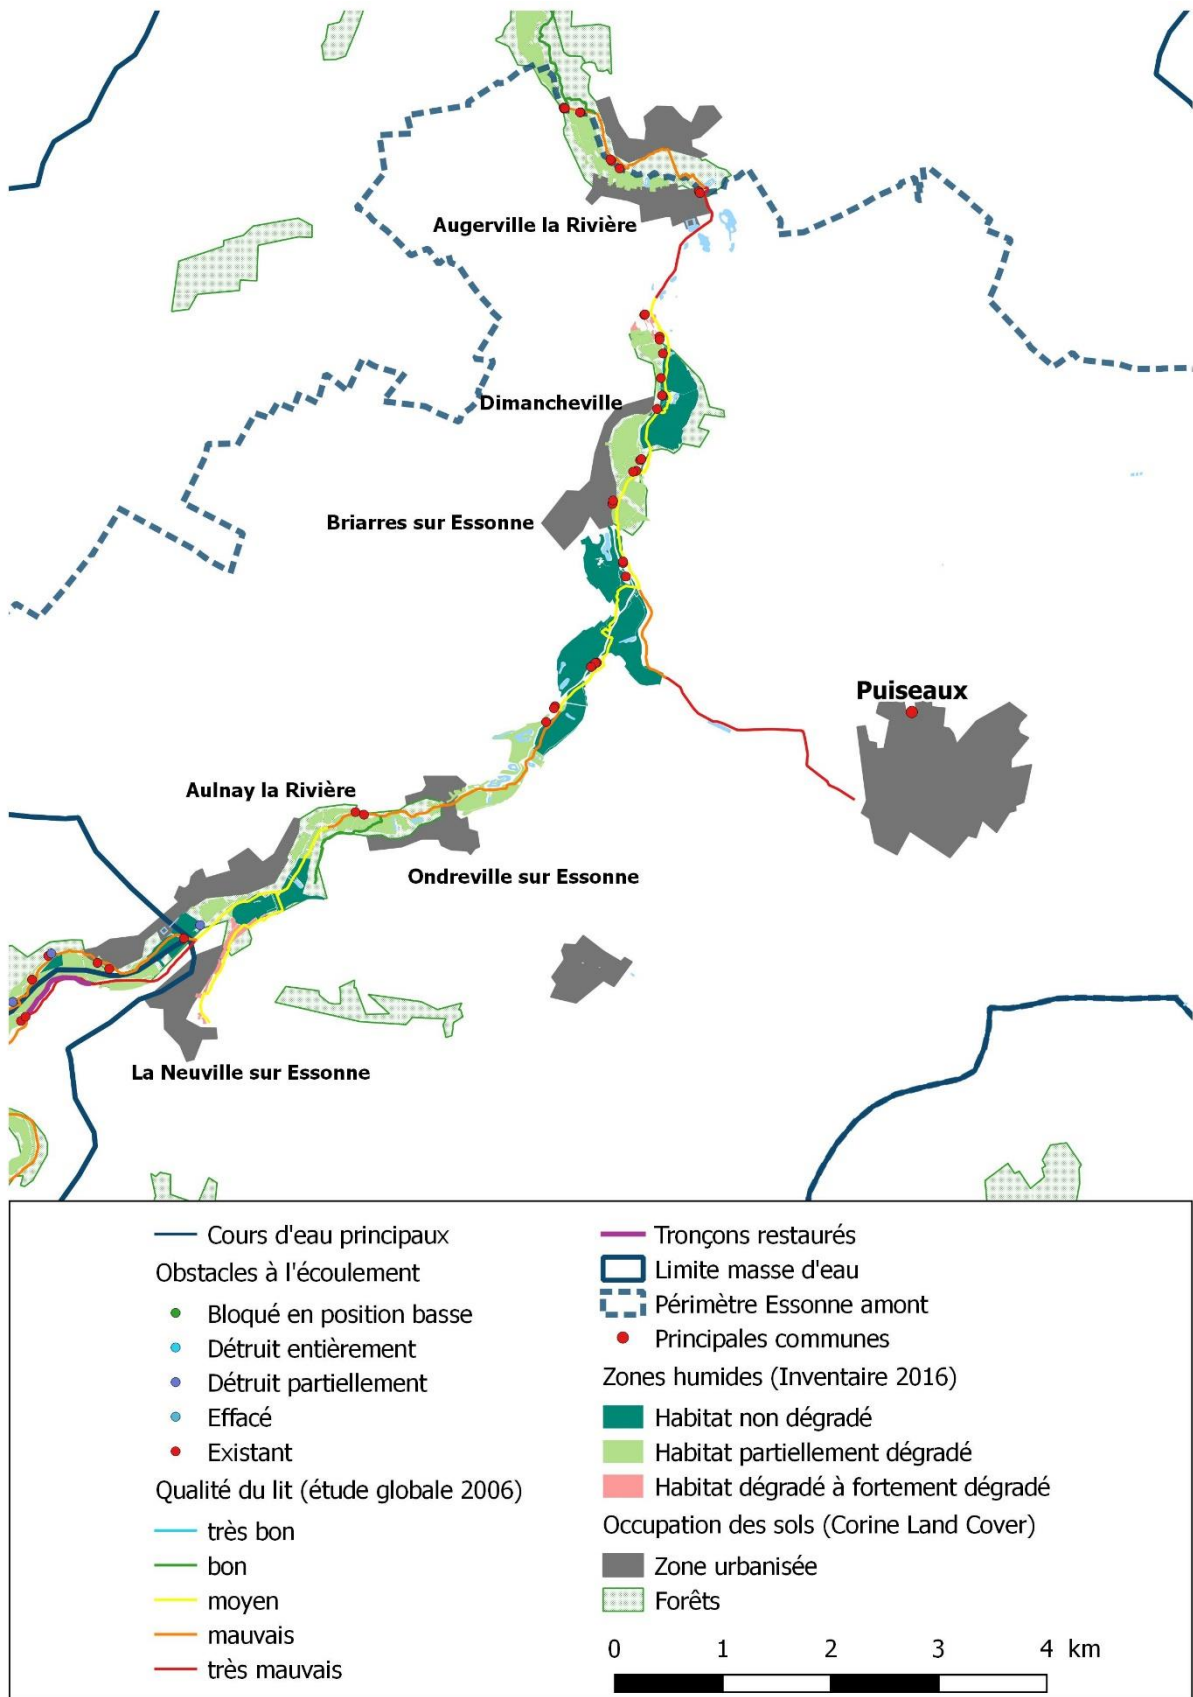 Augerville la Rivière
Dimancheville
Briarres sur Essonne
Puiseaux
Aulnay la Rivière
Ondreville sur Essonne
La Neuville sur Essonne
Cours d'eau principaux
Obstacles à l'écoulement
Bloqué en position basse
Détruit entièrement
Détruit partiellement
Effacé
Existant
Qualité du lit (étude globale 2006)
très bon
bon
moyen
mauvais
très mauvais
Tronçons restaurés
Limite masse d'eau
Périmètre Essonne amont
Principales communes
Zones humides (Inventaire 2016)
Habitat non dégradé
Habitat partiellement dégradé
Habitat dégradé à fortement dégradé
Occupation des sols (Corine Land Cover)
Zone urbanisée
Forêts
0 1 2 3 4 km